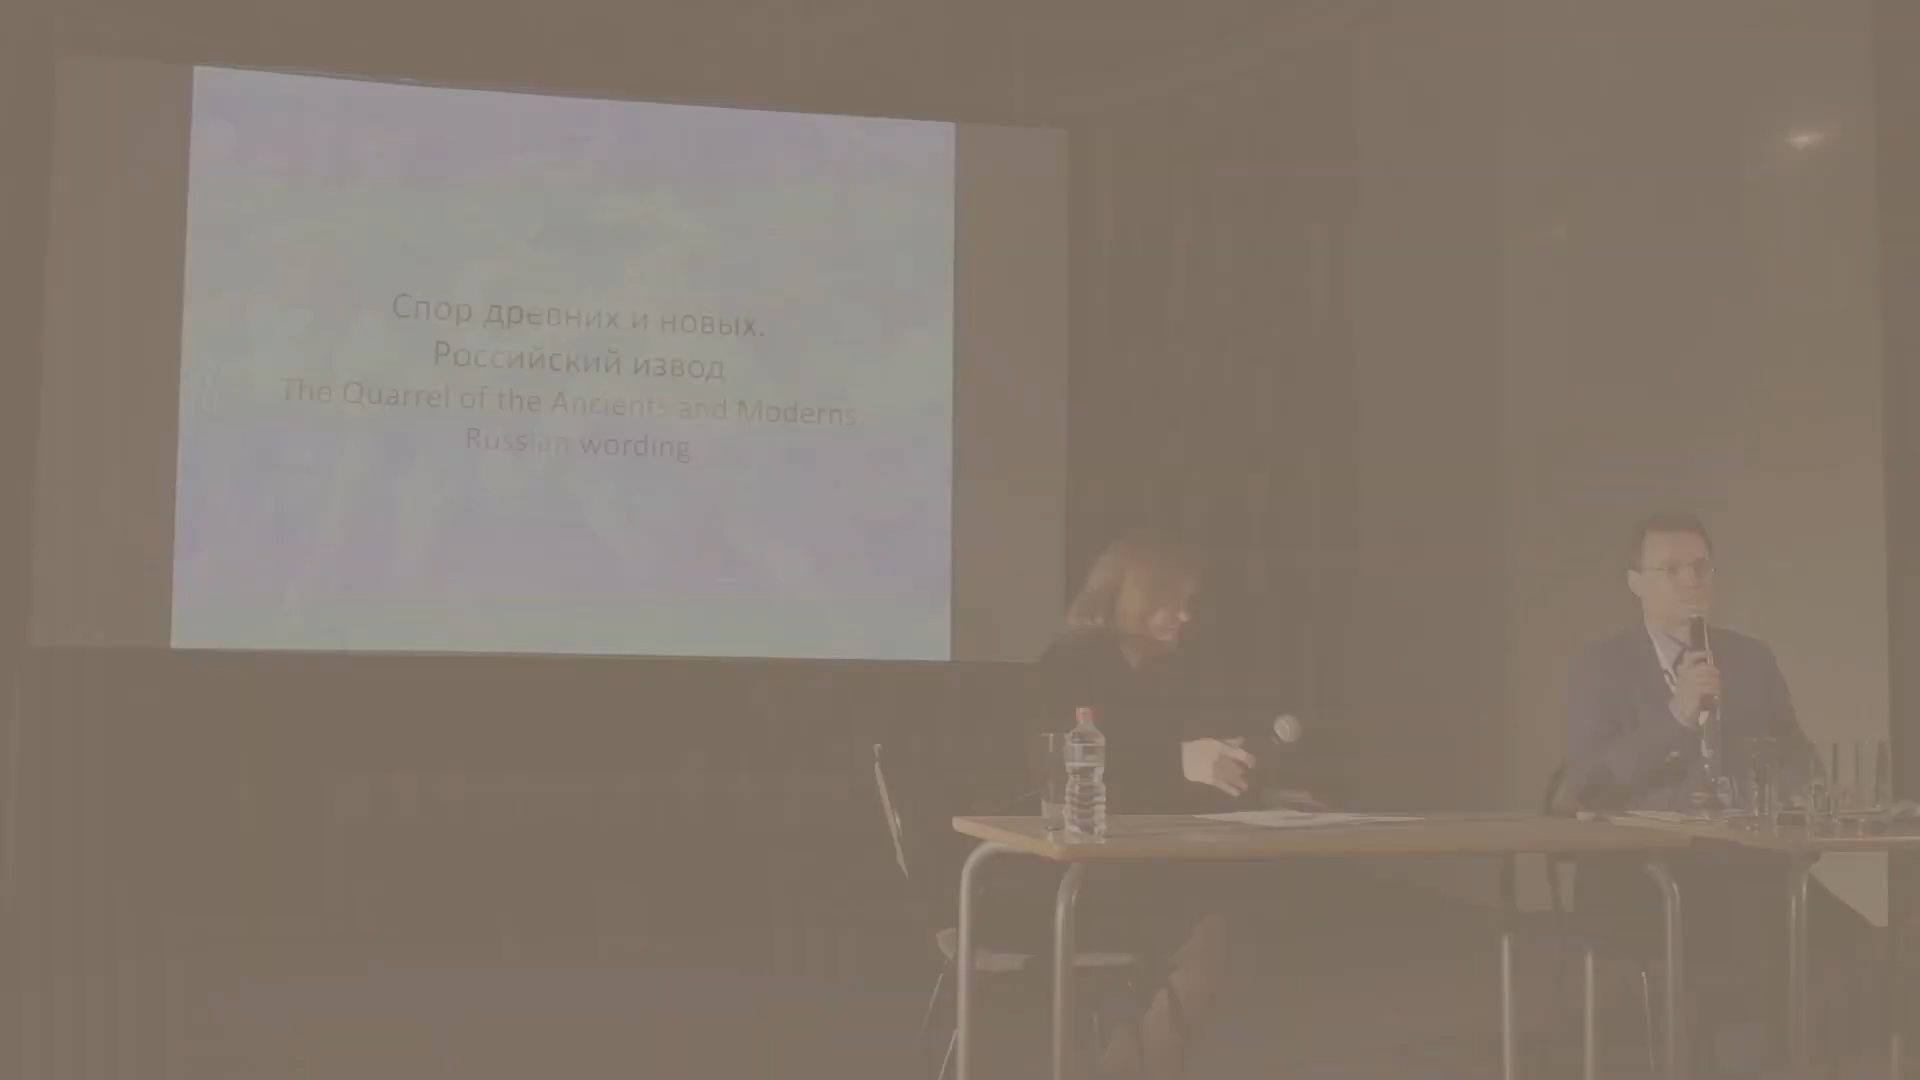 Спор древних и новых.
Российский извод
The Quarrel of the Ancients and Moderns.
Russian wording.